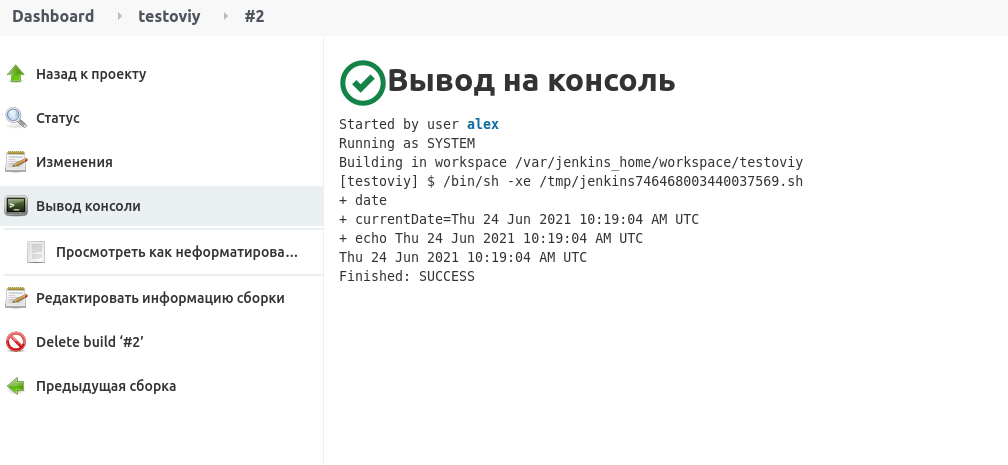 Dashboard testoviy #2
Назад к проекту
Статус
Изменения
Вывод консоли
Просмотреть как неформатирова...
Редактировать информацию сборки
Delete build ‘#2’
Предыдущая сборка
Вывод на консоль
Started by user alex
Running as SYSTEM
Building in workspace /var/jenkins_home/workspace/testoviy
[testoviy] $ /bin/sh -xe /tmp/jenkins746468003440037569.sh
+ date
+ currentDate=Thu 24 Jun 2021 10:19:04 AM UTC
+ echo Thu 24 Jun 2021 10:19:04 AM UTC
Thu 24 Jun 2021 10:19:04 AM UTC
Finished: SUCCESS